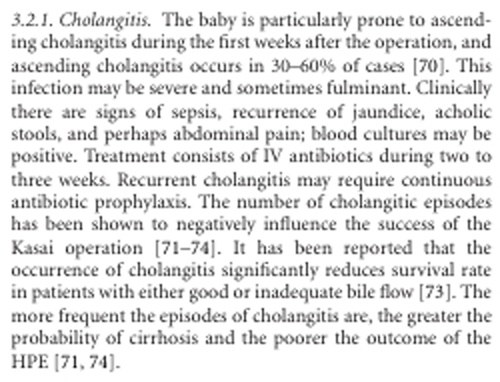 3.2.1. Cholangitis. The baby is particularly prone to ascend-
ing cholangitis during the first weeks after the operation, and
ascending cholangitis occurs in 30–60% of cases [70]. This
infection may be severe and sometimes fulminant. Clinically
there are signs of sepsis, recurrence of jaundice, acholic
stools, and perhaps abdominal pain; blood cultures may be
positive. Treatment consists of IV antibiotics during two to
three weeks. Recurrent cholangitis may require continuous
antibiotic prophylaxis. The number of cholangitic episodes
has been shown to negatively influence the success of the
Kasai operation [71–74]. It has been reported that the
occurrence of cholangitis significantly reduces survival rate
in patients with either good or inadequate bile flow [73]. The
more frequent the episodes of cholangitis are, the greater the
probability of cirrhosis and the poorer the outcome of the
HPE [71, 74].